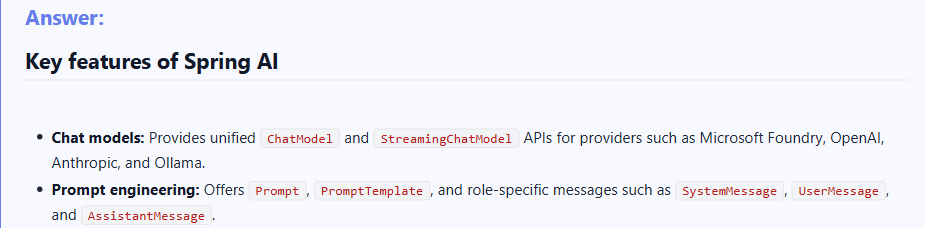 Answer:
Key features of Spring AI
• Chat models: Provides unified ChatModel and StreamingChatModel APIs for providers such as Microsoft Foundry, OpenAI,
Anthropic, and Ollama.
• Prompt engineering: Offers Prompt, PromptTemplate, and role-specific messages such as SystemMessage, UserMessage,
and AssistantMessage.